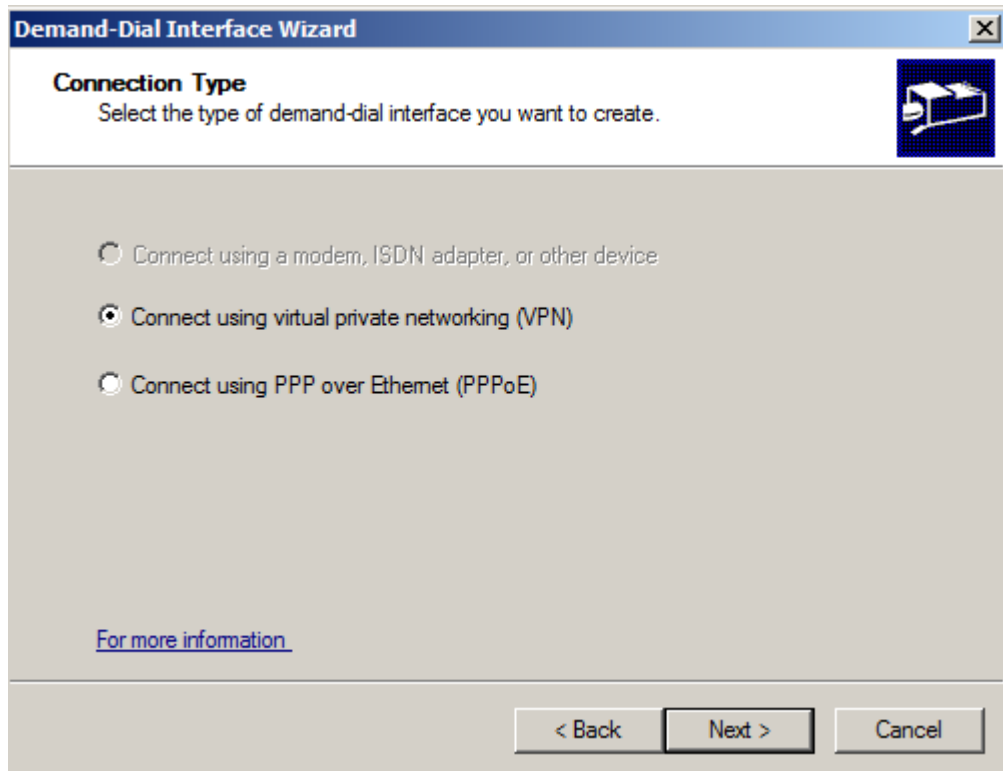 Demand-Dial Interface Wizard
Connection Type
Select the type of demand-dial interface you want to create.
Connect using a modem, ISDN adapter, or other device
Connect using virtual private networking (VPN)
Connect using PPP over Ethernet (PPPoE)
For more information
< Back Next > Cancel